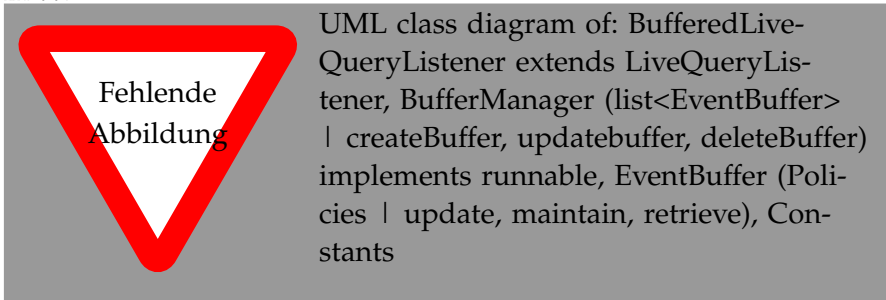 Fehlende
Abbildung
UML class diagram of: BufferedLive-
QueryListener extends LiveQueryLis-
tener, BufferManager (list<EventBuffer>
| createBuffer, updatebuffer, deleteBuffer)
implements runnable, EventBuffer (Poli-
cies | update, maintain, retrieve), Con-
stants